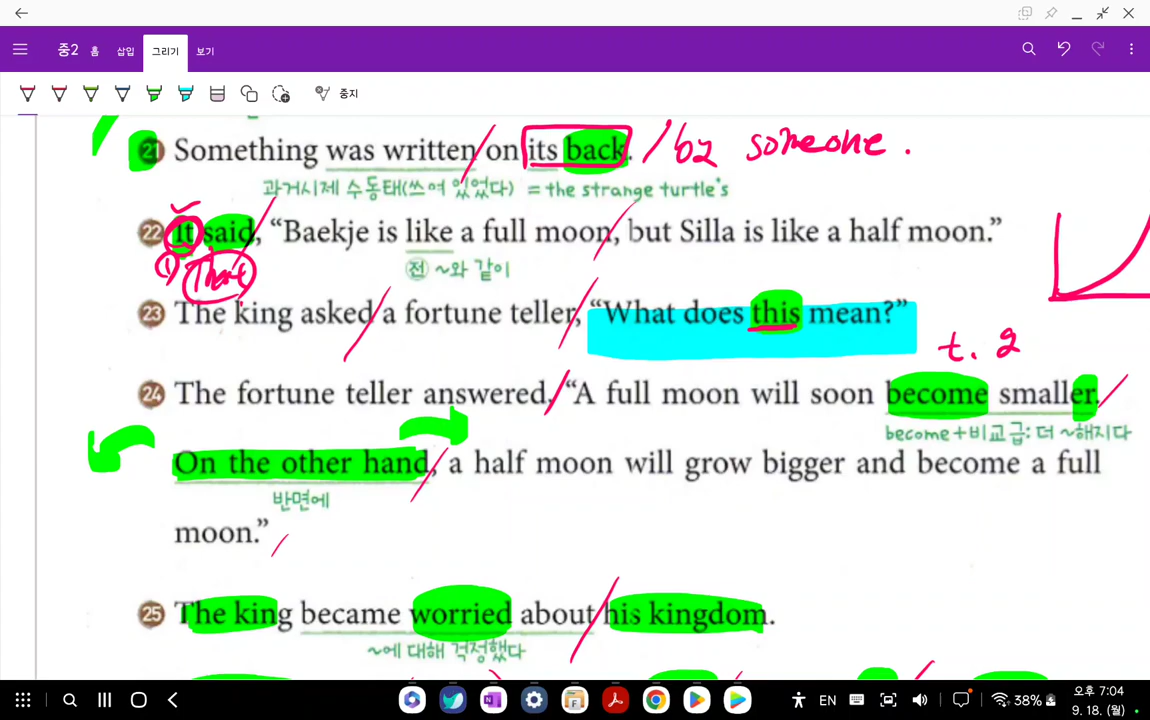 중2 홈 삽입 그리기 보기
중지
21 Something was written on its back. / by someone.
과거시제 수동태(쓰여 있었다) = the strange turtle's
22 It said, “Baekje is like a full moon, but Silla is like a half moon.”
① That
전 ~와 같이
23 The king asked a fortune teller, “What does this mean?”
t. 2
24 The fortune teller answered, “A full moon will soon become smaller.
become+비교급: 더 ~해지다
On the other hand, a half moon will grow bigger and become a full
반면에
moon.”
25 The king became worried about his kingdom.
~에 대해 걱정했다
EN 38% 오후 7:04
9. 18. (월)